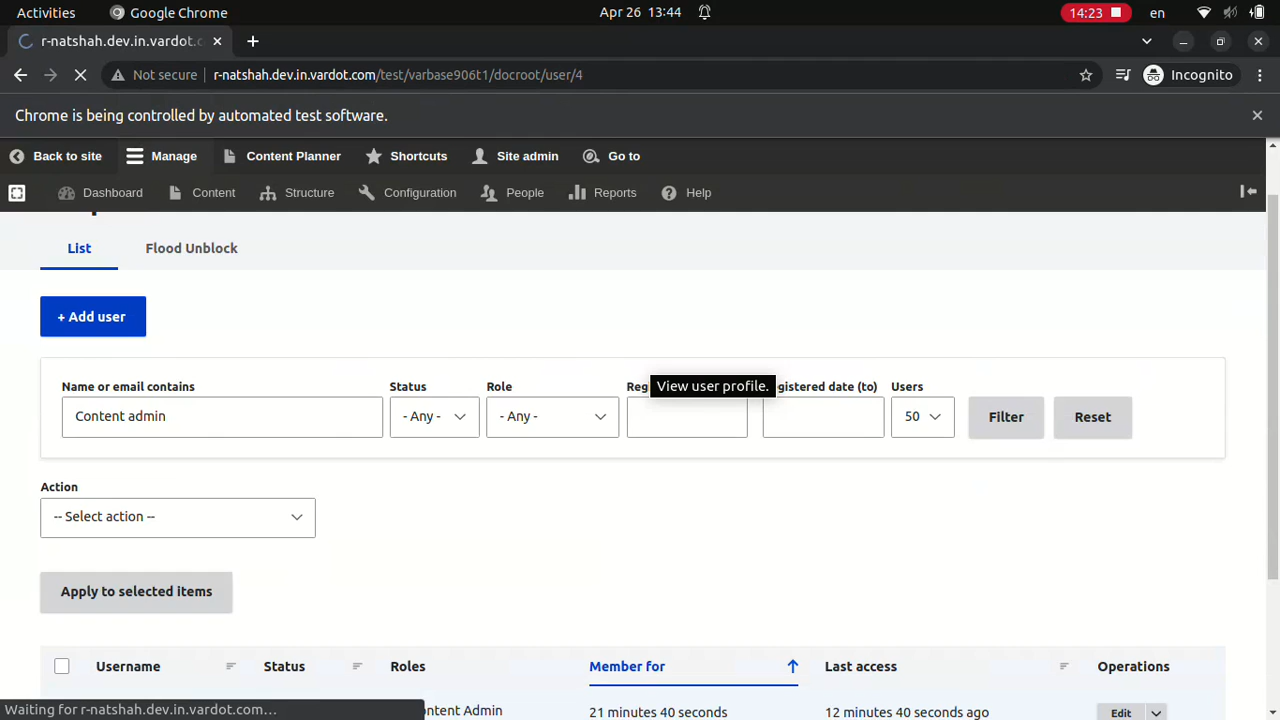 Activities Google Chrome Apr 26 13:44 14:23 en
r-natshah.dev.in.vardot.c
Not secure r-natshah.dev.in.vardot.com/test/varbase906t1/docroot/user/4 Incognito
Chrome is being controlled by automated test software.
Back to site Manage Content Planner Shortcuts Site admin Go to
Dashboard Content Structure Configuration People Reports Help
List Flood Unblock
+ Add user
Name or email contains Status Role Reg View user profile. gistered date (to) Users
Content admin - Any - - Any - 50 Filter Reset
Action
-- Select action --
Apply to selected items
Username Status Roles Member for Last access Operations
ntent Admin 21 minutes 40 seconds 12 minutes 40 seconds ago Edit
Waiting for r-natshah.dev.in.vardot.com…